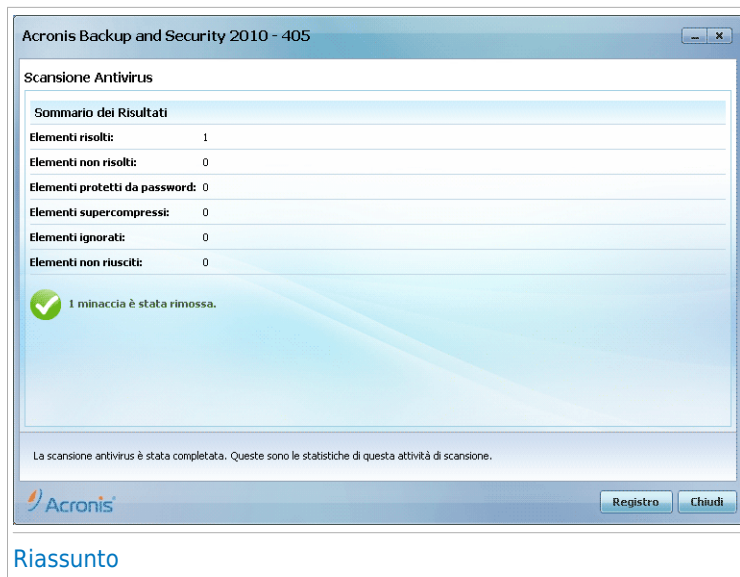 Acronis Backup and Security 2010 - 405
Scansione Antivirus
Sommario dei Risultati
Elementi risolti: 1
Elementi non risolti: 0
Elementi protetti da password: 0
Elementi supercompressi: 0
Elementi ignorati: 0
Elementi non riusciti: 0
1 minaccia è stata rimossa.
La scansione antivirus è stata completata. Queste sono le statistiche di questa attività di scansione.
Acronis
Registro
Chiudi
Riassunto